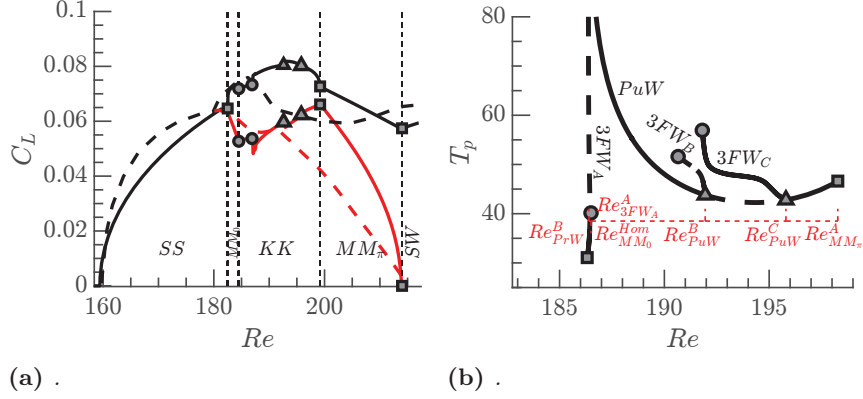 0.1
0.08
0.06
0.04
0.02
0
C_L
SS
MM_0
KK
MM_π
SW
160
180
200
Re
(a) .
80
60
40
T_p
PuW
3FW_A
3FW_B
3FW_C
Re^A_{3FW_A}
Re^B_{PrW} Re^{Hom}_{MM_0} Re^B_{PuW} Re^C_{PuW} Re^A_{MM_π}
185
190
195
Re
(b) .